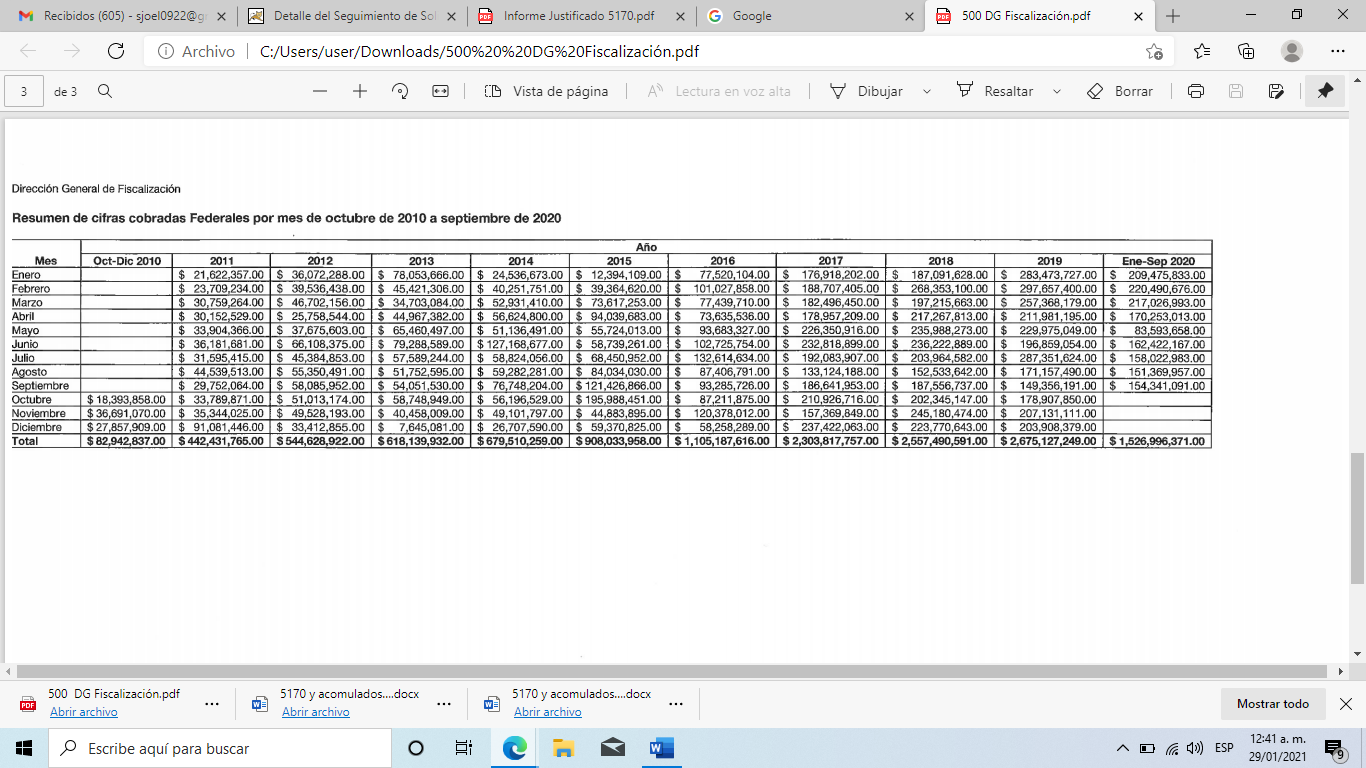 Recibidos (605) - sjoel0922@g
Detalle del Seguimiento de Sol
Informe Justificado 5170.pdf
Google
500 DG Fiscalización.pdf
Archivo
C:/Users/user/Downloads/500%20%20DG%20Fiscalización.pdf
3 de 3
Vista de página
Lectura en voz alta
Dibujar
Resaltar
Borrar
Dirección General de Fiscalización
Resumen de cifras cobradas Federales por mes de octubre de 2010 a septiembre de 2020
Año
Mes Oct-Dic 2010 2011 2012 2013 2014 2015 2016 2017 2018 2019 Ene-Sep 2020
Enero $ 21,622,357.00 $ 36,072,288.00 $ 78,053,666.00 $ 24,536,673.00 $ 12,394,109.00 $ 77,520,104.00 $ 176,918,202.00 $ 187,091,628.00 $ 283,473,727.00 $ 209,475,833.00
Febrero $ 23,709,234.00 $ 39,536,438.00 $ 45,421,306.00 $ 40,251,751.00 $ 39,364,620.00 $ 101,027,858.00 $ 188,707,405.00 $ 268,353,100.00 $ 297,657,400.00 $ 220,490,676.00
Marzo $ 30,759,264.00 $ 46,702,156.00 $ 34,703,084.00 $ 52,931,410.00 $ 73,617,253.00 $ 77,439,710.00 $ 182,496,450.00 $ 197,215,663.00 $ 257,368,179.00 $ 217,026,993.00
Abril $ 30,152,529.00 $ 25,758,544.00 $ 44,967,382.00 $ 56,624,800.00 $ 94,039,683.00 $ 73,635,536.00 $ 178,957,209.00 $ 217,267,813.00 $ 211,981,195.00 $ 170,253,013.00
Mayo $ 33,904,366.00 $ 37,675,603.00 $ 65,460,497.00 $ 51,136,491.00 $ 55,724,013.00 $ 93,683,327.00 $ 226,350,916.00 $ 235,988,273.00 $ 229,975,049.00 $ 83,593,658.00
Junio $ 36,181,681.00 $ 66,108,375.00 $ 79,288,589.00 $ 127,168,677.00 $ 58,739,261.00 $ 102,725,754.00 $ 232,818,899.00 $ 236,222,889.00 $ 196,859,054.00 $ 162,422,167.00
Julio $ 31,595,415.00 $ 45,384,853.00 $ 57,589,244.00 $ 58,824,056.00 $ 68,450,952.00 $ 132,614,634.00 $ 192,083,907.00 $ 203,964,582.00 $ 287,351,624.00 $ 158,022,983.00
Agosto $ 44,539,513.00 $ 55,350,491.00 $ 51,752,595.00 $ 59,282,281.00 $ 84,034,030.00 $ 87,406,791.00 $ 133,124,188.00 $ 152,533,642.00 $ 171,157,490.00 $ 151,369,957.00
Septiembre $ 29,752,064.00 $ 58,085,952.00 $ 54,051,530.00 $ 76,748,204.00 $ 121,426,866.00 $ 93,285,726.00 $ 186,641,953.00 $ 187,556,737.00 $ 149,356,191.00 $ 154,341,091.00
Octubre $ 18,393,858.00 $ 33,789,871.00 $ 51,013,174.00 $ 58,748,949.00 $ 56,196,529.00 $ 195,988,451.00 $ 87,211,875.00 $ 210,926,716.00 $ 202,345,147.00 $ 178,907,850.00
Noviembre $ 36,691,070.00 $ 35,344,025.00 $ 49,528,193.00 $ 40,458,009.00 $ 49,101,797.00 $ 44,883,895.00 $ 120,378,012.00 $ 157,369,849.00 $ 245,180,474.00 $ 207,131,111.00
Diciembre $ 27,857,909.00 $ 91,081,446.00 $ 33,412,855.00 $ 7,645,081.00 $ 26,707,590.00 $ 59,370,825.00 $ 58,258,289.00 $ 237,422,063.00 $ 223,770,643.00 $ 203,908,379.00
Total $ 82,942,837.00 $ 442,431,765.00 $ 544,628,922.00 $ 618,139,932.00 $ 679,510,259.00 $ 908,033,958.00 $ 1,105,187,616.00 $ 2,303,817,757.00 $ 2,557,490,591.00 $ 2,675,127,249.00 $ 1,526,996,371.00
500 DG Fiscalización.pdf
Abrir archivo
5170 y acomulados....docx
Abrir archivo
5170 y acomulados....docx
Abrir archivo
Mostrar todo
Escribe aquí para buscar
ESP
12:41 a. m.
29/01/2021
9